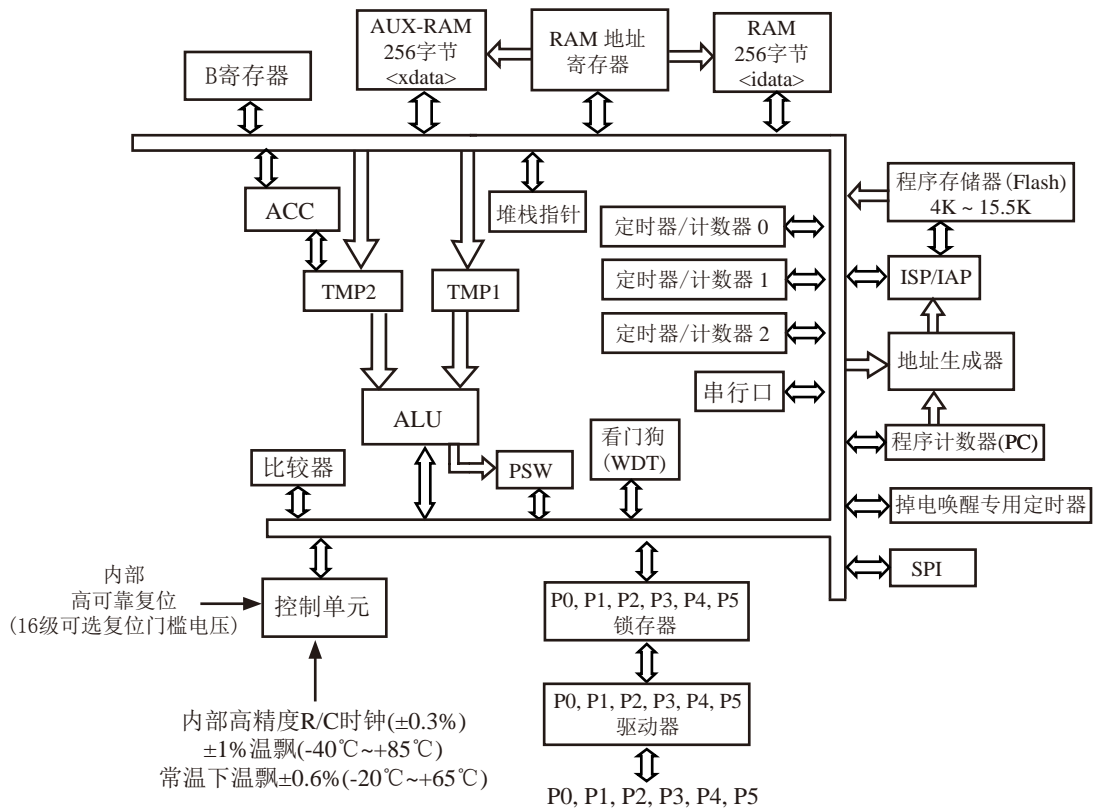 AUX-RAM
256字节
<xdata>
RAM 地址
寄存器
RAM
256字节
<idata>
B寄存器
ACC
堆栈指针
程序存储器(Flash)
4K ~ 15.5K
定时器/计数器 0
TMP2
TMP1
定时器/计数器 1
ISP/IAP
定时器/计数器 2
地址生成器
串行口
ALU
看门狗
(WDT)
程序计数器(PC)
比较器
PSW
掉电唤醒专用定时器
SPI
内部
高可靠复位
(16级可选复位门槛电压)
控制单元
P0, P1, P2, P3, P4, P5
锁存器
P0, P1, P2, P3, P4, P5
驱动器
内部高精度R/C时钟(±0.3%)
±1%温飘(-40℃~+85℃)
常温下温飘±0.6%(-20℃~+65℃)
P0, P1, P2, P3, P4, P5